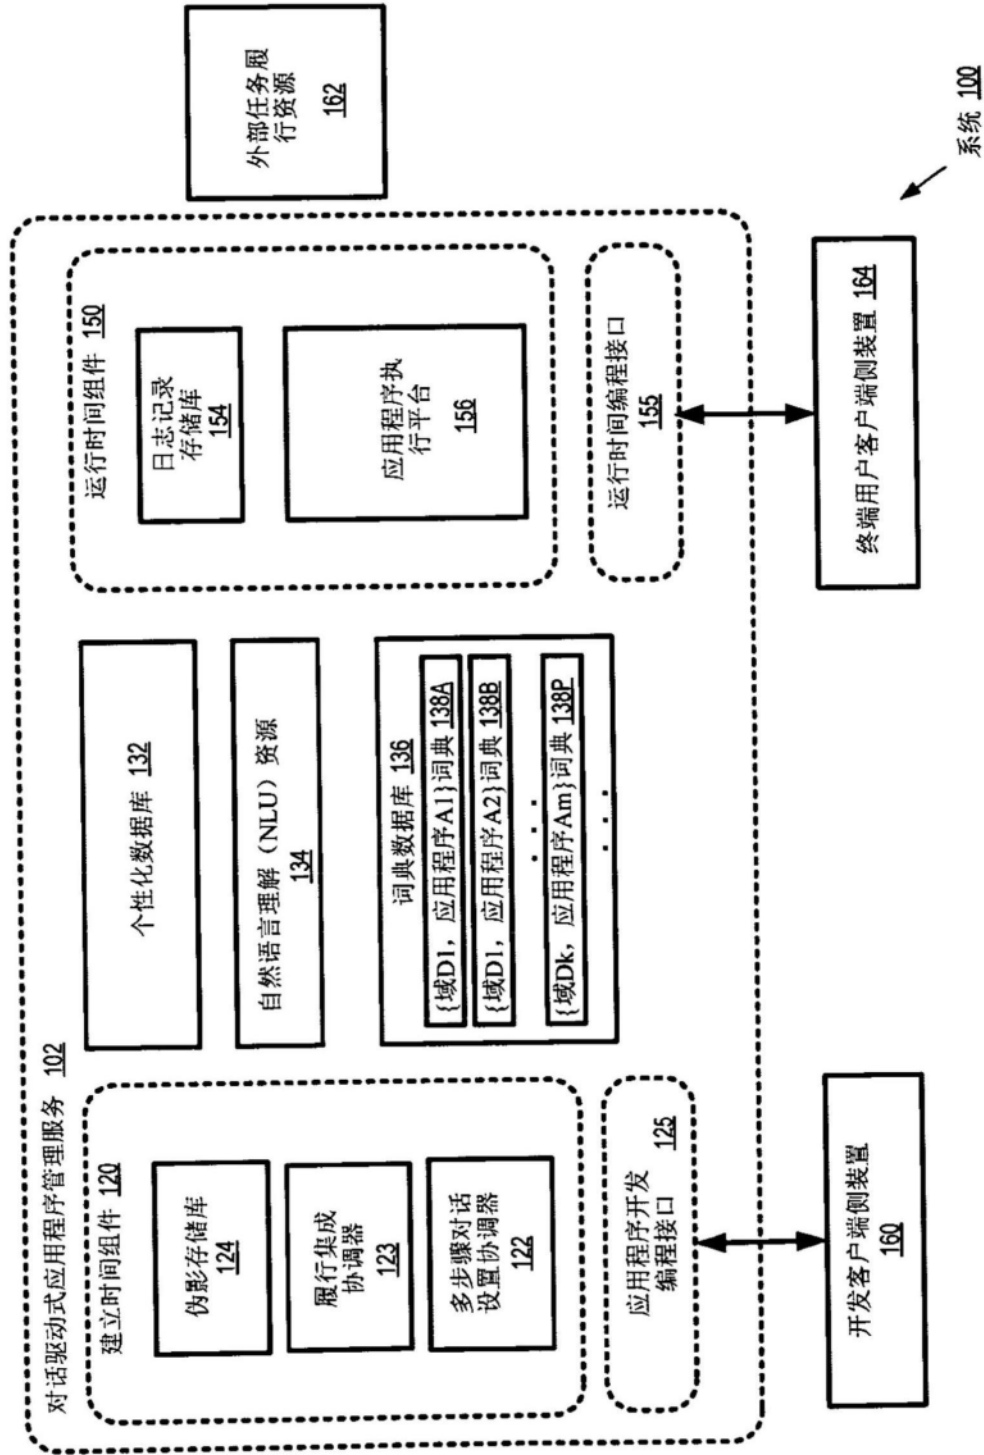 对话驱动式应用程序管理服务 102
建立时间组件 120
伪影存储库
124
履行集成
协调器
123
多步骤对话
设置协调器
122
应用程序开发
编程接口 125
开发客户端侧装置
160
个性化数据库 132
自然语言理解（NLU）资源
134
词典数据库 136
{域D1，应用程序A1}词典 138A
{域D1，应用程序A2}词典 138B
{域Dk，应用程序Am}词典 138P
运行时间组件 150
日志记录
存储库
154
应用程序执
行平台
156
运行时间编程接口
155
终端用户客户端侧装置 164
外部任务履
行资源
162
系统 100